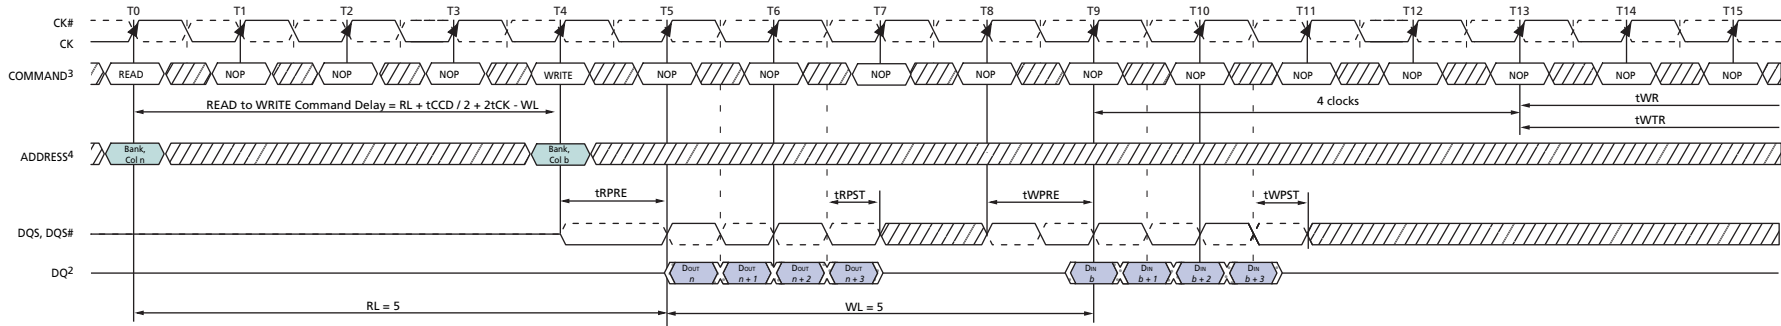 T0 T1 T2 T3 T4 T5 T6 T7 T8 T9 T10 T11 T12 T13 T14 T15
CK#
CK
COMMAND3 READ NOP NOP NOP WRITE NOP NOP NOP NOP NOP NOP NOP NOP NOP NOP NOP
READ to WRITE Command Delay = RL + tCCD / 2 + 2tCK - WL 4 clocks tWR
tWTR
ADDRESS4 Bank, Col n Bank, Col b
tRPRE tRPST tWPRE tWPST
DQS, DQS#
DQ2 DOUT n DOUT n + 1 DOUT n + 2 DOUT n + 3 DIN b DIN b + 1 DIN b + 2 DIN b + 3
RL = 5 WL = 5